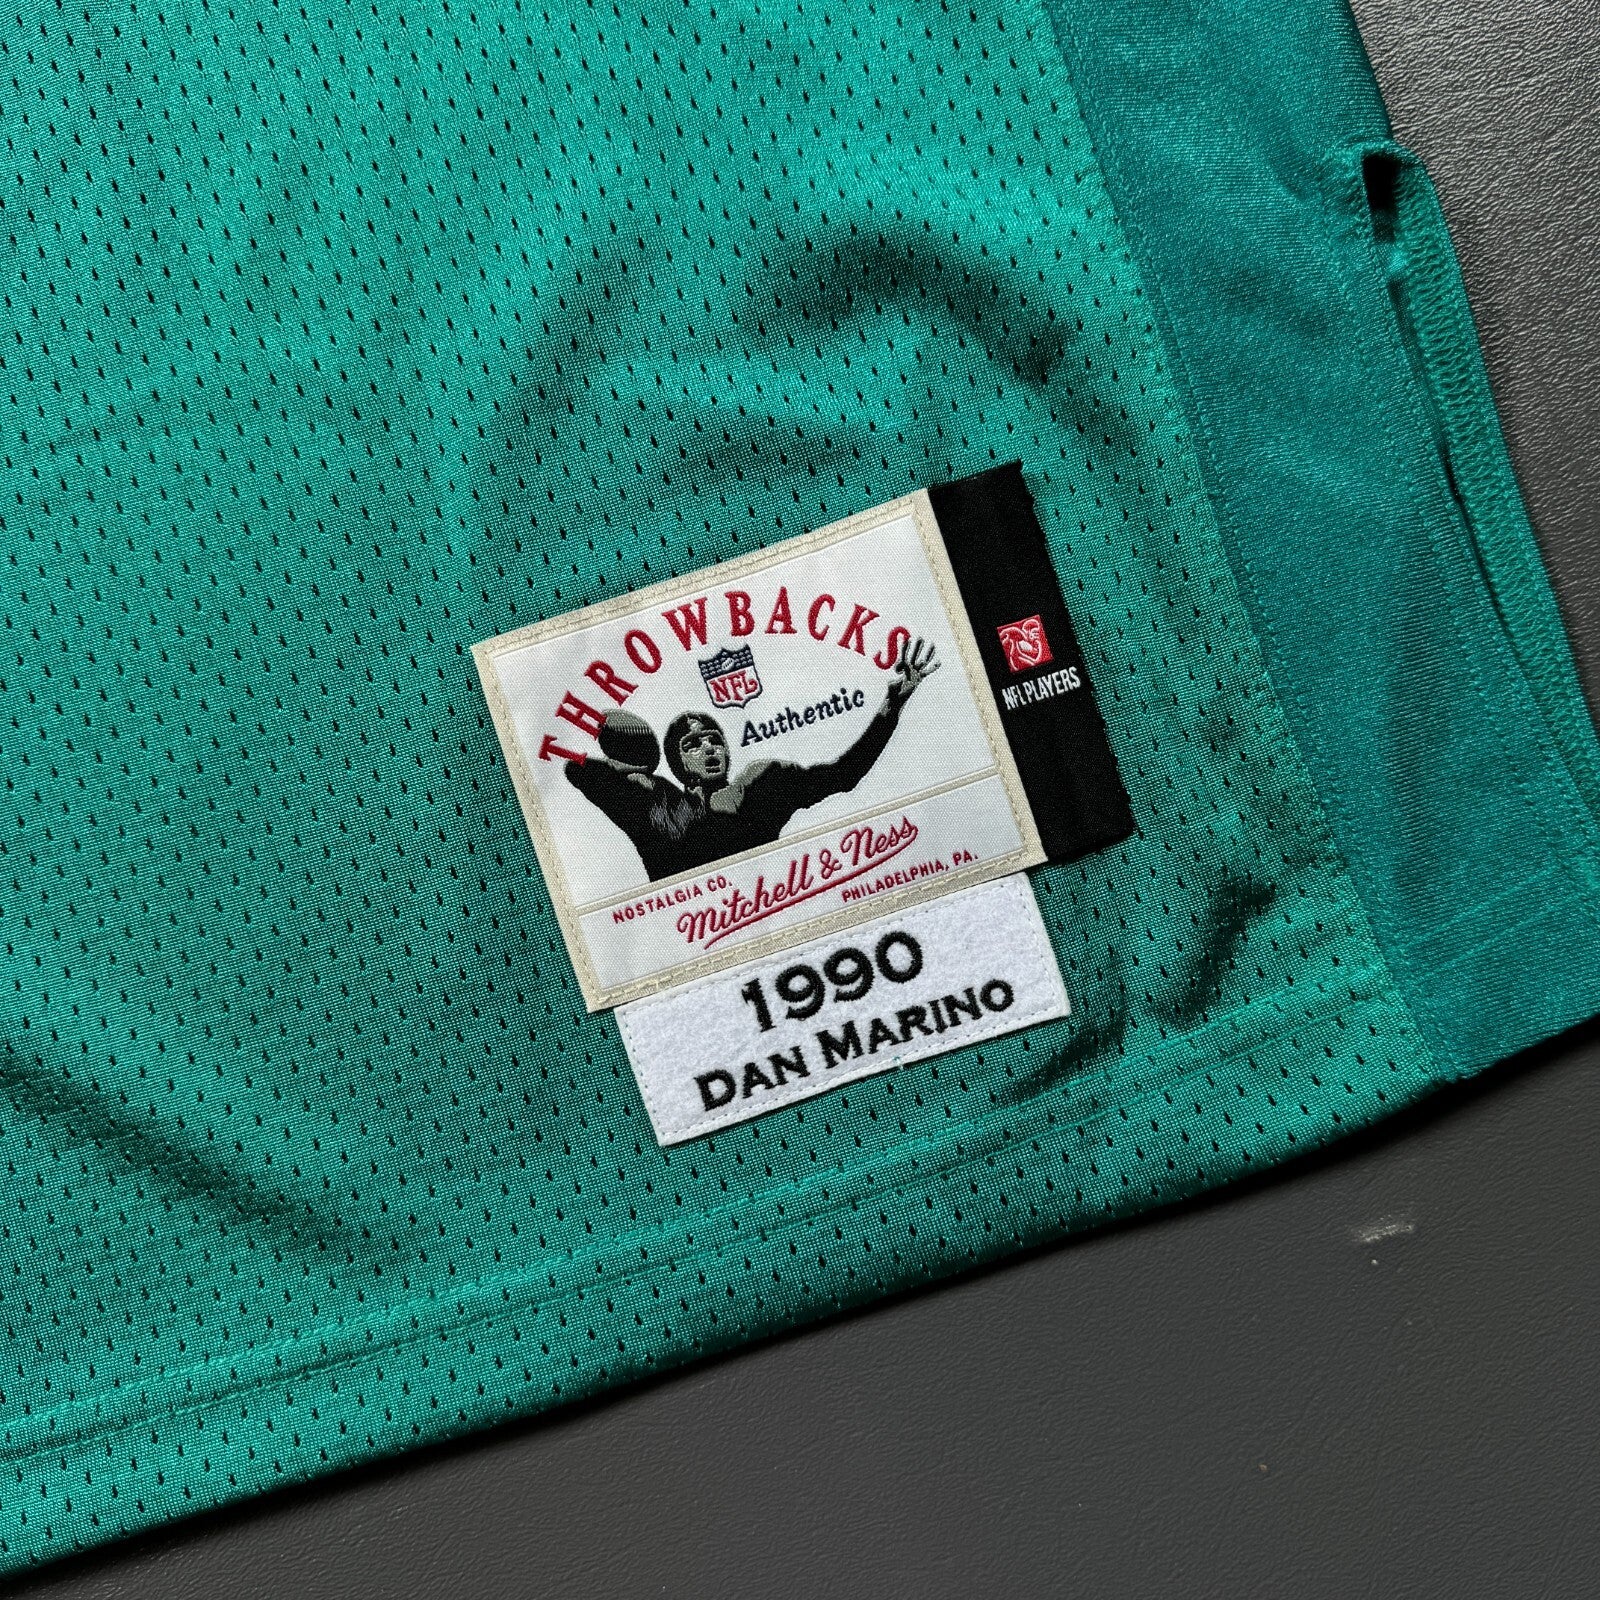 THROWBACKS
NFL
Authentic
NFL PLAYERS
NOSTALGIA CO.
Mitchell & Ness
PHILADELPHIA, PA.
1990
DAN MARINO